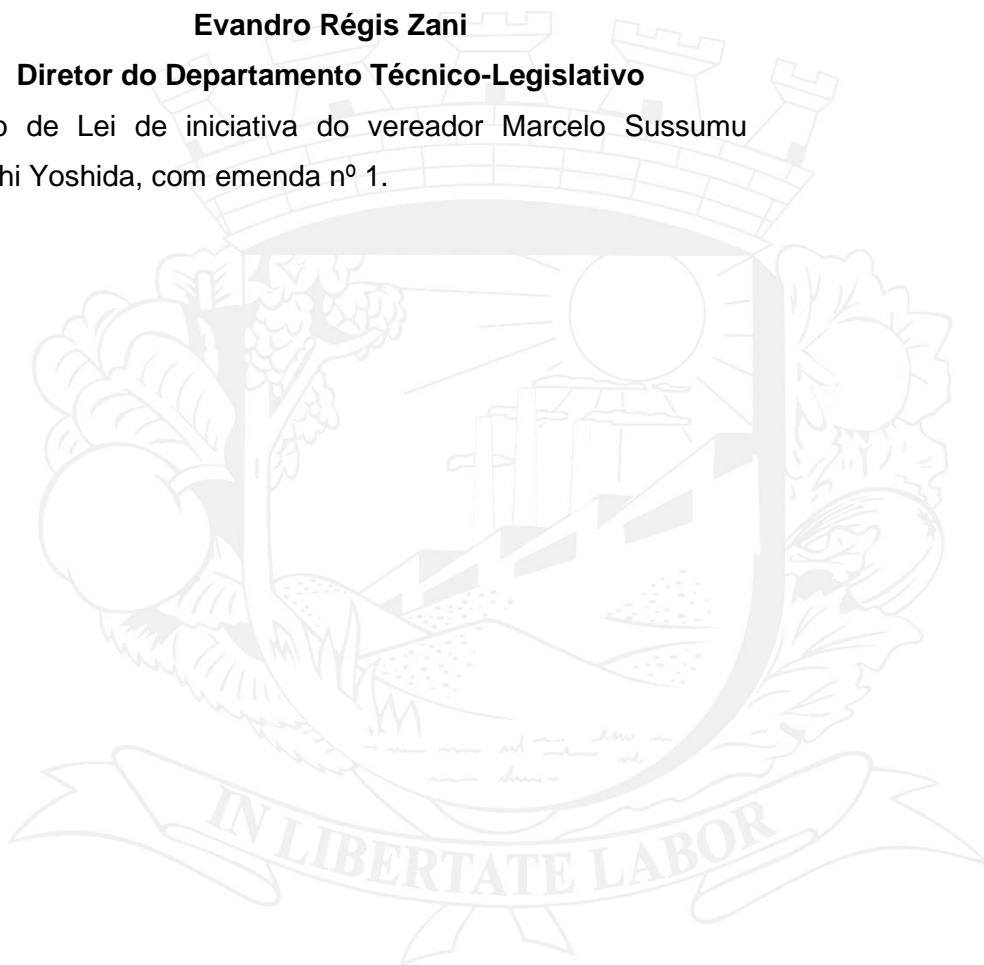 Evandro Régis Zani
Diretor do Departamento Técnico-Legislativo
o de Lei de iniciativa do vereador Marcelo Sussumu
hi Yoshida, com emenda nº 1.
IN LIBERTATE LABOR